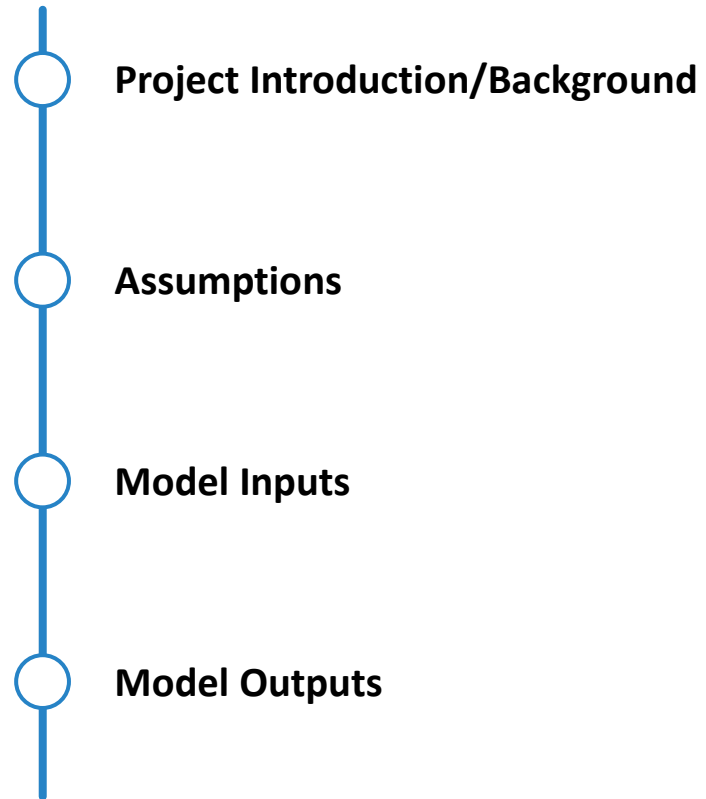 Project Introduction/Background
Assumptions
Model Inputs
Model Outputs